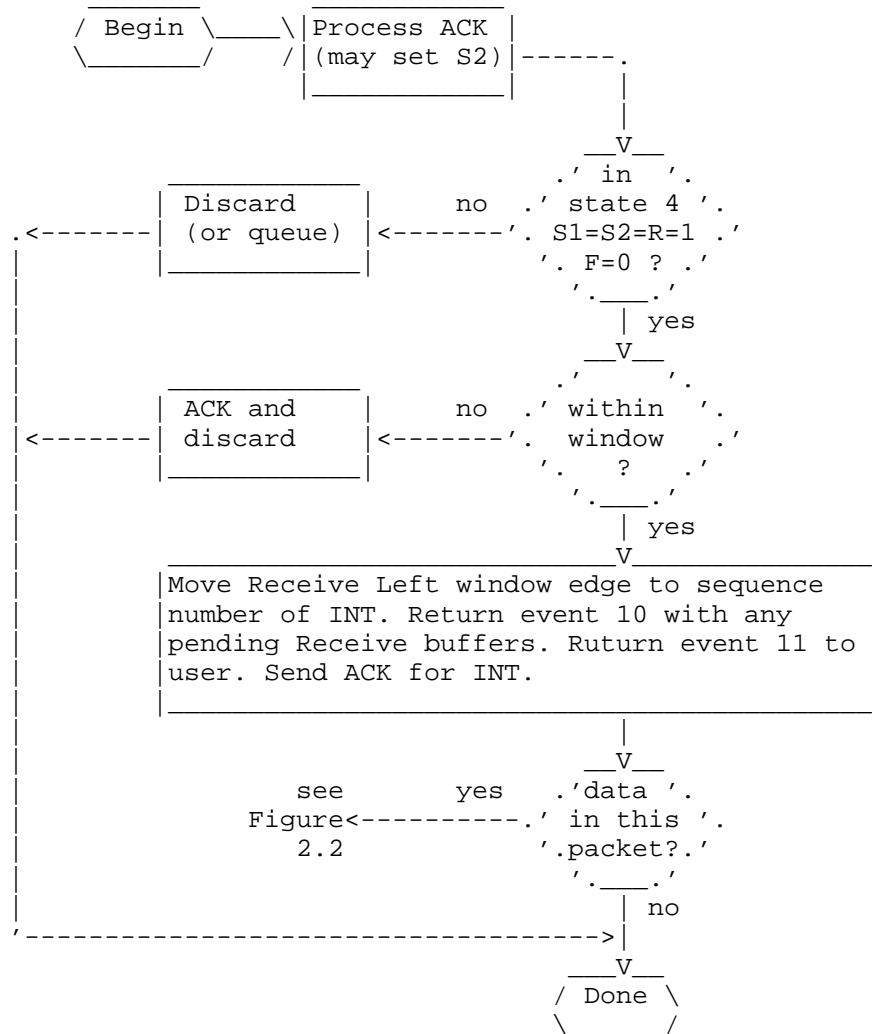 Begin
Process ACK
(may set S2)
in
state 4
S1=S2=R=1
F=0 ?
no
Discard
(or queue)
yes
within
window
?
no
ACK and
discard
yes
Move Receive Left window edge to sequence
number of INT. Return event 10 with any
pending Receive buffers. Ruturn event 11 to
user. Send ACK for INT.
data
in this
packet?
yes
see
Figure
2.2
no
Done